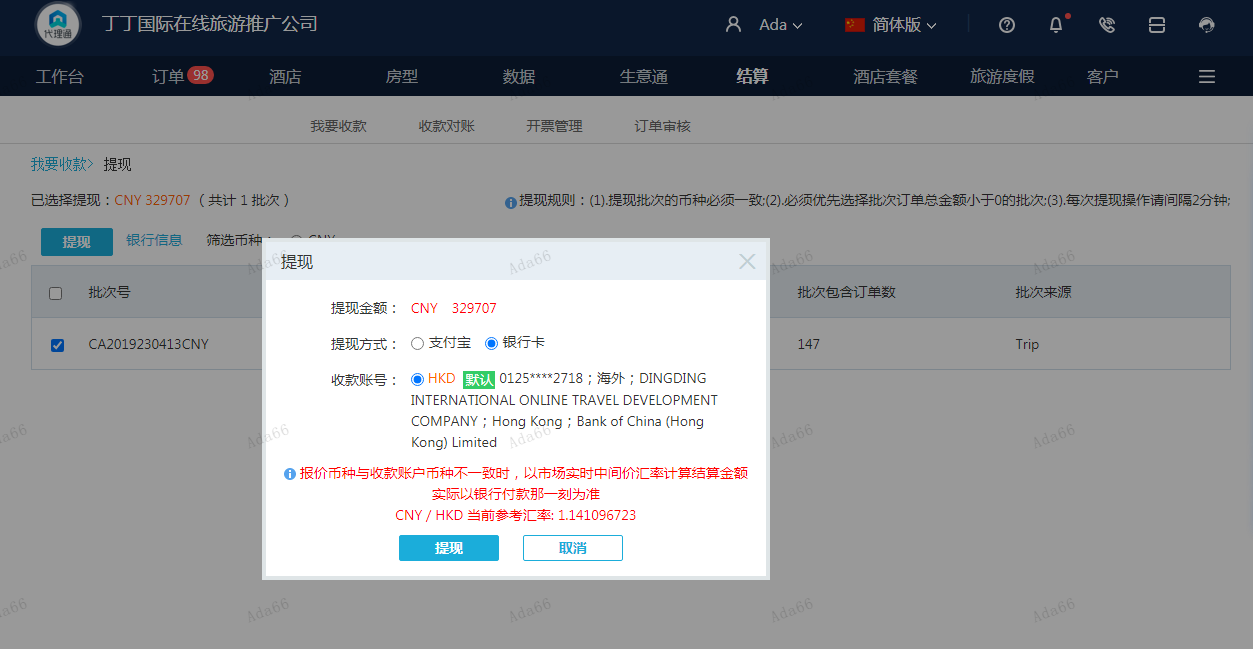 代理通
丁丁国际在线旅游推广公司
Ada
简体版
工作台 订单 98 酒店 房型 数据 生意通 结算 酒店套餐 旅游度假 客户
我要收款 收款对账 开票管理 订单审核
我要收款> 提现
已选择提现：CNY 329707 （ 共计 1 批次 ）
提现规则：(1).提现批次的币种必须一致;(2).必须优先选择批次订单总金额小于0的批次;(3).每次提现操作请间隔2分钟;
提现 银行信息 筛选币种： CNY
批次号 批次包含订单数 批次来源
CA2019230413CNY 147 Trip
提现
提现金额： CNY 329707
提现方式： 支付宝 银行卡
收款账号： HKD 默认 0125****2718；海外；DINGDING
INTERNATIONAL ONLINE TRAVEL DEVELOPMENT
COMPANY；Hong Kong；Bank of China (Hong
Kong) Limited
报价币种与收款账户币种不一致时，以市场实时中间价汇率计算结算金额
实际以银行付款那一刻为准
CNY / HKD 当前参考汇率: 1.141096723
提现 取消
Ada66
Ada66
Ada66
Ada66
Ada66
Ada66
Ada66
Ada66
Ada66
Ada66
Ada66
Ada66